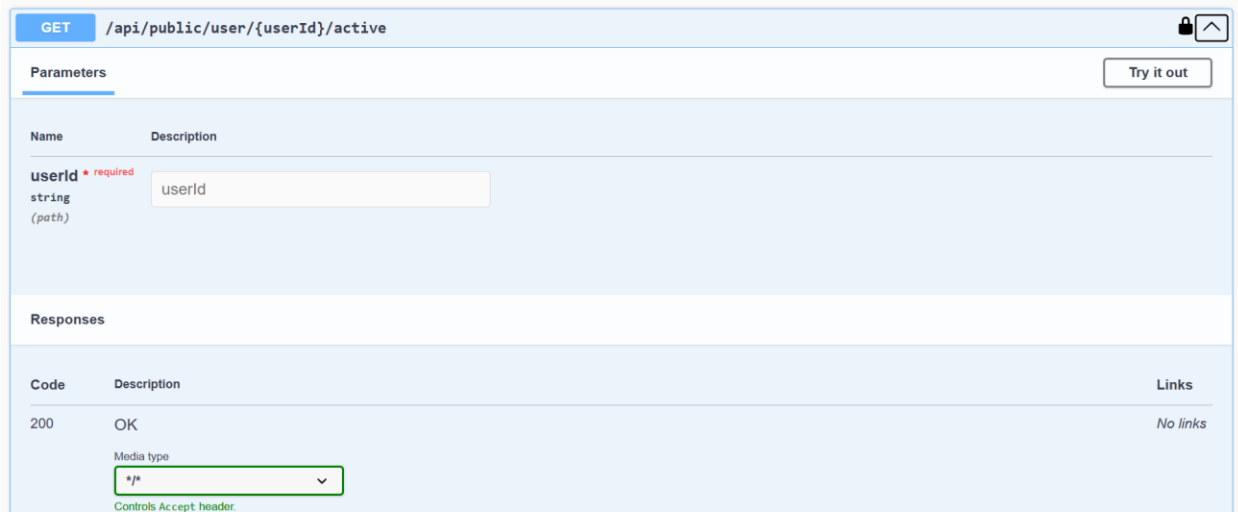 GET /api/public/user/{userId}/active
Parameters
Try it out
Name Description
userId * required
string
(path)
userId
Responses
Code Description Links
200 OK No links
Media type
*/*
Controls Accept header.